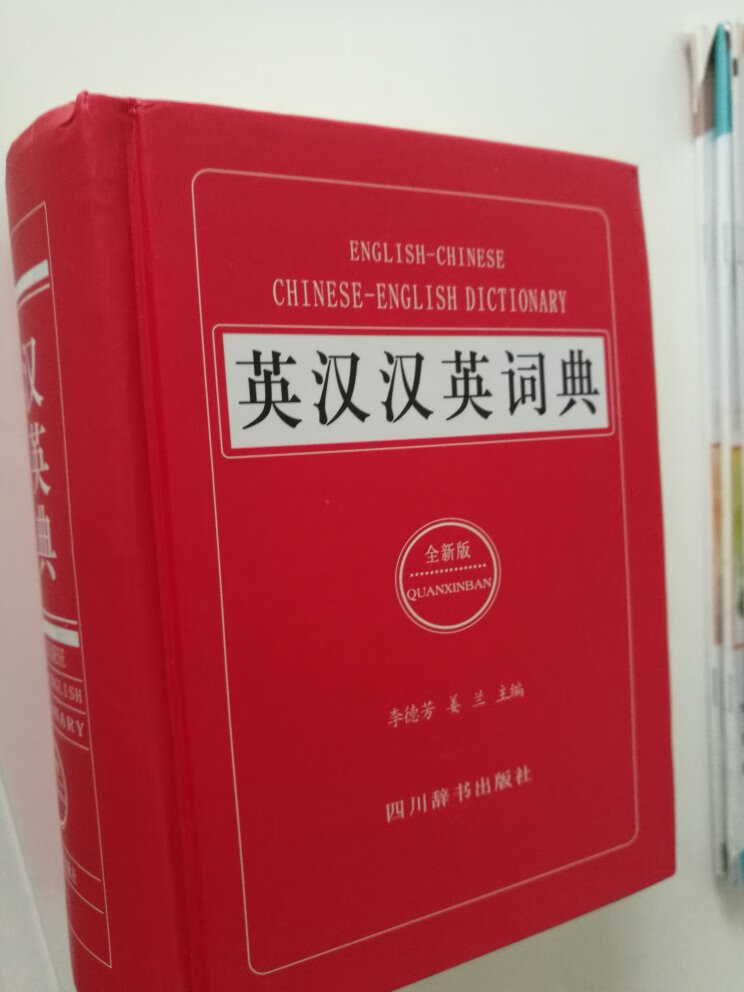 ENGLISH-CHINESE
CHINESE-ENGLISH DICTIONARY
英汉汉英词典
全新版
QUANXINBAN
李德芳 姜 兰 主编
四川辞书出版社
汉
英
典